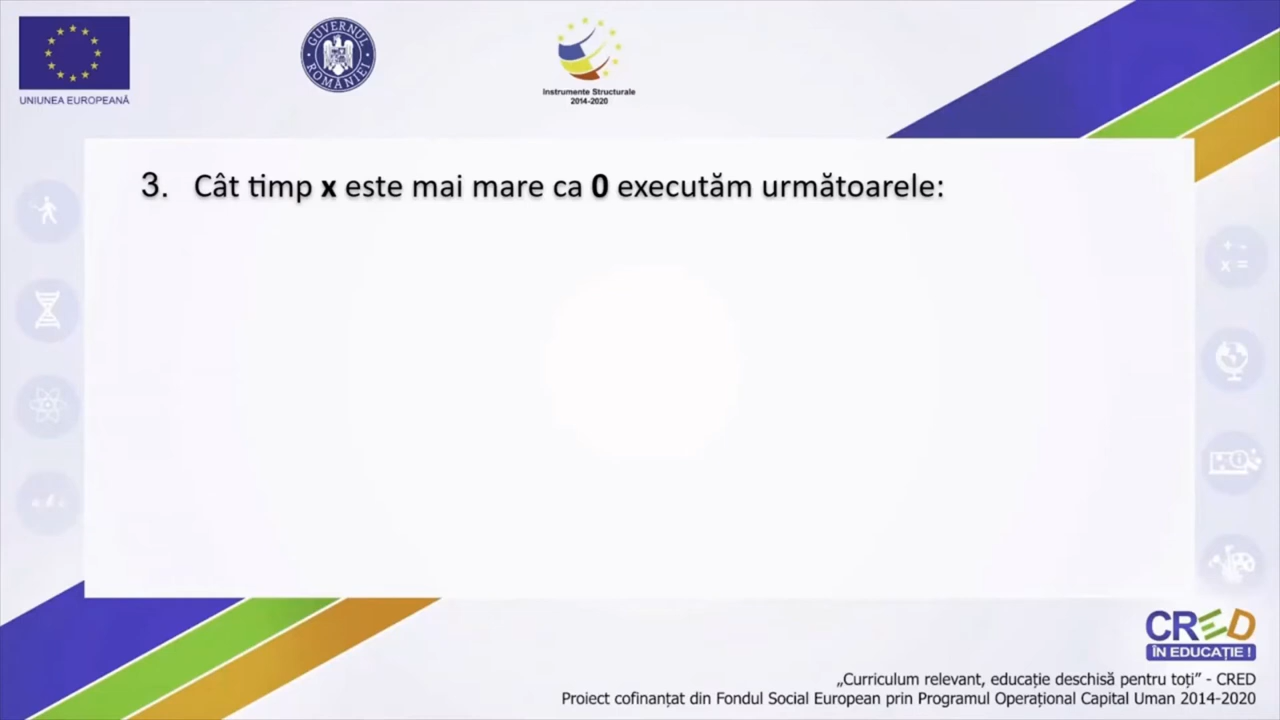 UNIUNEA EUROPEANĂ
GUVERNUL ROMÂNIEI
Instrumente Structurale
2014-2020
3. Cât timp x este mai mare ca 0 executăm următoarele:
+ -
x =
CRED
ÎN EDUCAȚIE !
„Curriculum relevant, educație deschisă pentru toți” - CRED
Proiect cofinanțat din Fondul Social European prin Programul Operațional Capital Uman 2014-2020